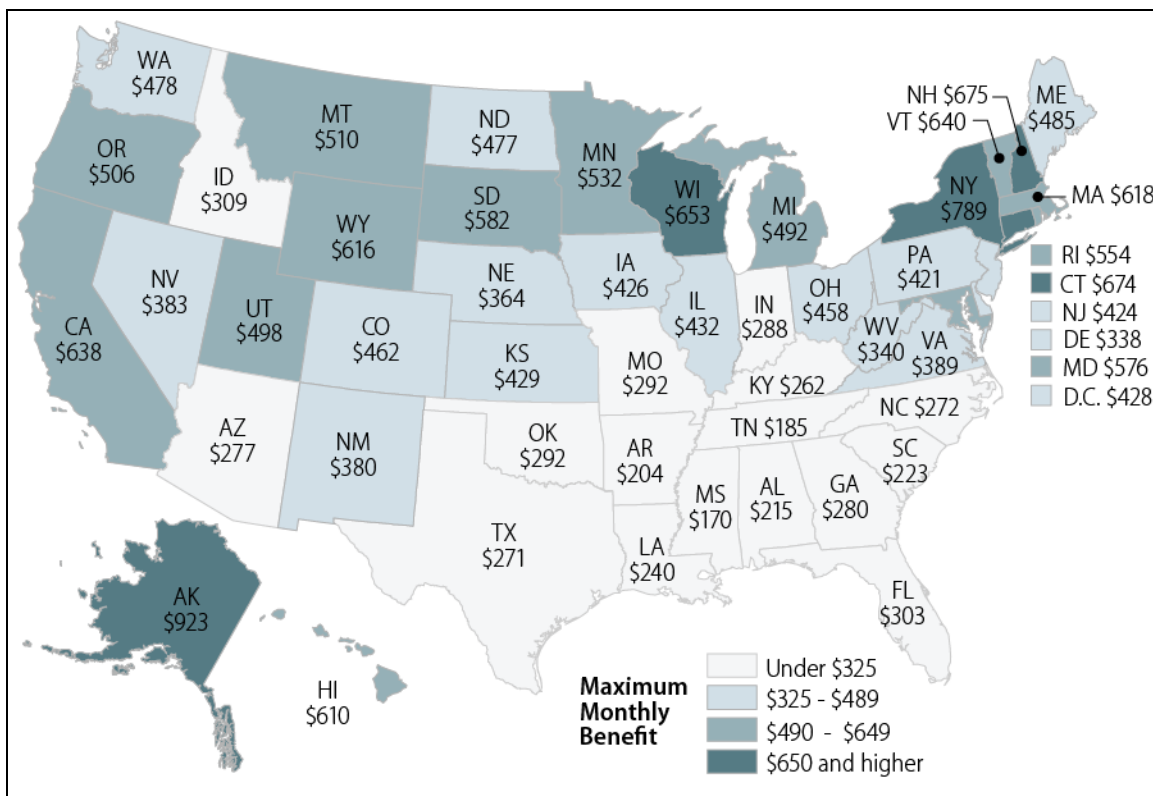 WA
$478
MT
$510
ND
$477
MN
$532
NH $675
VT $640
ME
$485
OR
$506
ID
$309
SD
$582
WI
$653
MI
$492
NY
$789
MA $618
WY
$616
NV
$383
UT
$498
NE
$364
IA
$426
IL
$432
IN
$288
OH
$458
PA
$421
RI $554
CT $674
NJ $424
DE $338
MD $576
D.C. $428
CA
$638
CO
$462
KS
$429
MO
$292
WV
$340
VA
$389
KY $262
NC $272
TN $185
AZ
$277
NM
$380
OK
$292
AR
$204
SC
$223
MS
$170
AL
$215
GA
$280
TX
$271
LA
$240
FL
$303
AK
$923
HI
$610
Maximum
Monthly
Benefit
Under $325
$325 - $489
$490 - $649
$650 and higher